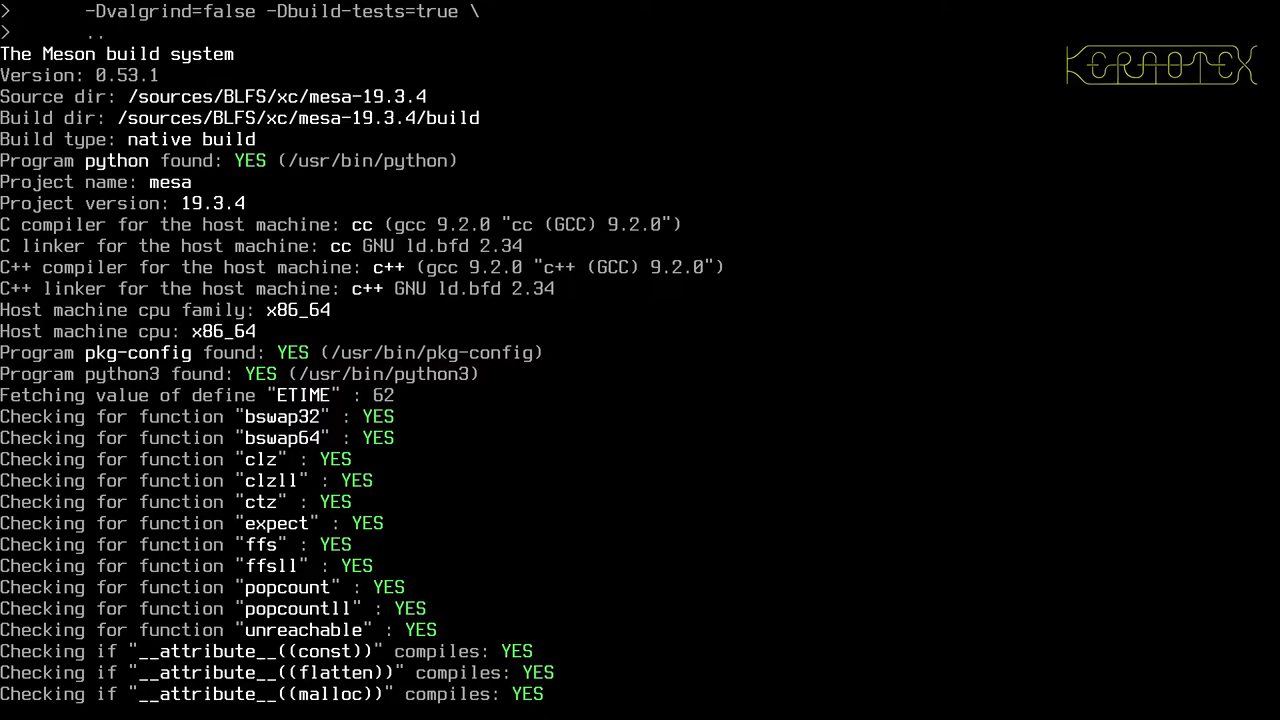 >       -Dvalgrind=false -Dbuild-tests=true \
>       ..
The Meson build system
Version: 0.53.1
Source dir: /sources/BLFS/xc/mesa-19.3.4
Build dir: /sources/BLFS/xc/mesa-19.3.4/build
Build type: native build
Program python found: YES (/usr/bin/python)
Project name: mesa
Project version: 19.3.4
C compiler for the host machine: cc (gcc 9.2.0 "cc (GCC) 9.2.0")
C linker for the host machine: cc GNU ld.bfd 2.34
C++ compiler for the host machine: c++ (gcc 9.2.0 "c++ (GCC) 9.2.0")
C++ linker for the host machine: c++ GNU ld.bfd 2.34
Host machine cpu family: x86_64
Host machine cpu: x86_64
Program pkg-config found: YES (/usr/bin/pkg-config)
Program python3 found: YES (/usr/bin/python3)
Fetching value of define "ETIME" : 62
Checking for function "bswap32" : YES
Checking for function "bswap64" : YES
Checking for function "clz" : YES
Checking for function "clzll" : YES
Checking for function "ctz" : YES
Checking for function "expect" : YES
Checking for function "ffs" : YES
Checking for function "ffsll" : YES
Checking for function "popcount" : YES
Checking for function "popcountll" : YES
Checking for function "unreachable" : YES
Checking if "__attribute__((const))" compiles: YES
Checking if "__attribute__((flatten))" compiles: YES
Checking if "__attribute__((malloc))" compiles: YES
KERNOTEX